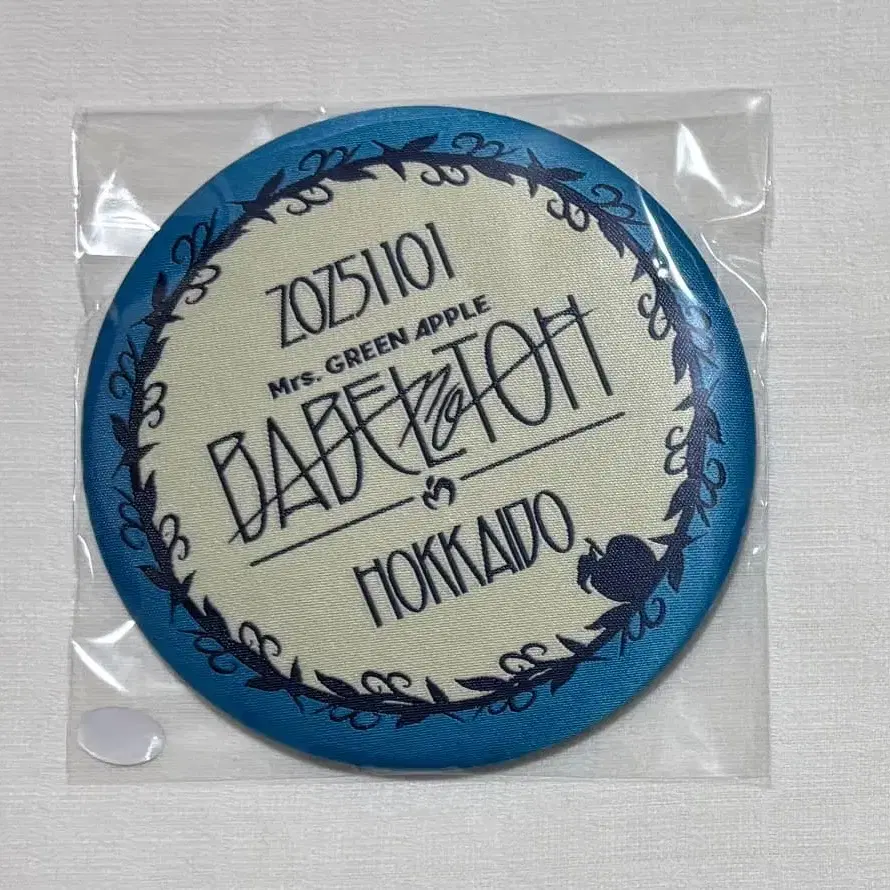 20251101
Mrs. GREEN APPLE
BABEL no TOH
HOKKAIDO